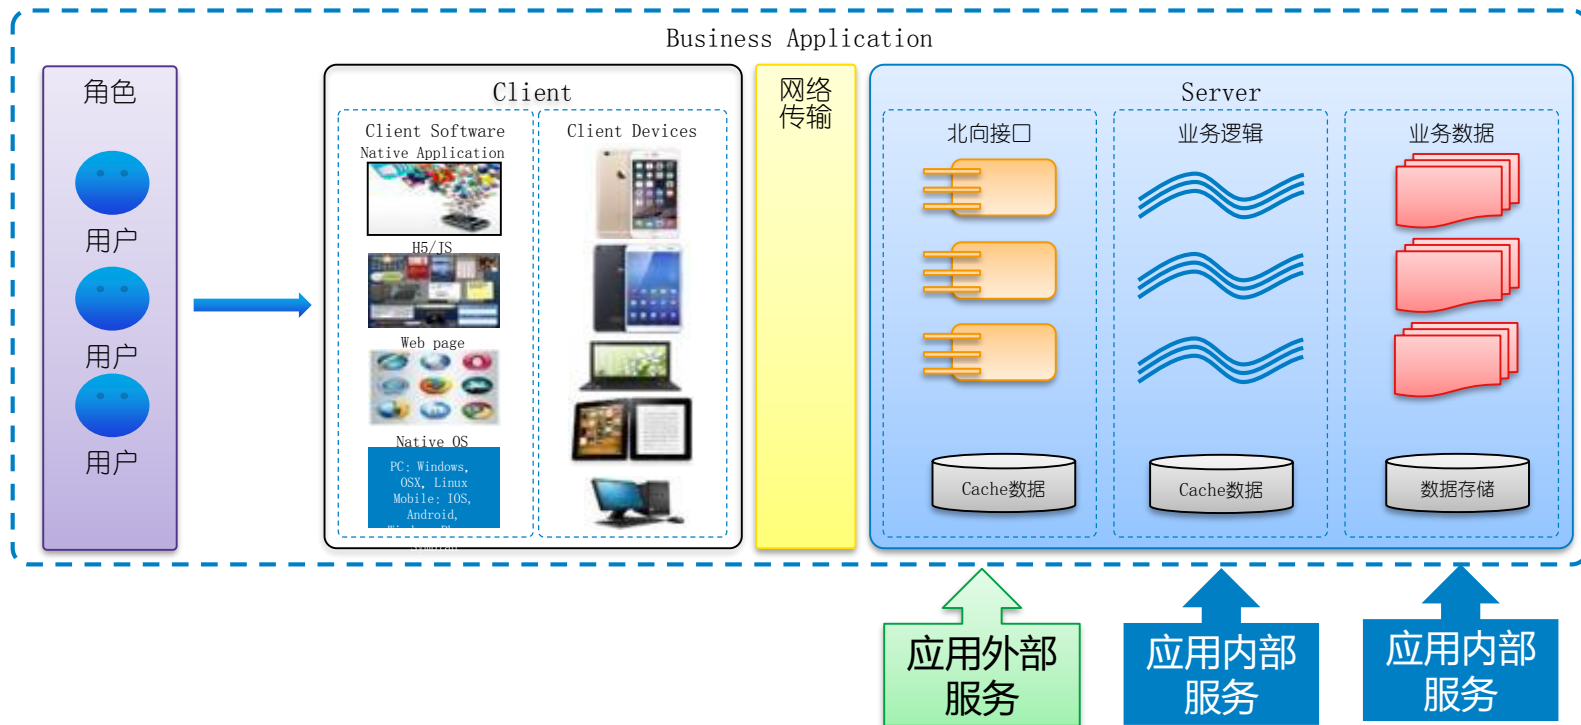 Business Application
角色
用户
用户
用户
Client
Client Software
Native Application
H5/JS
Web page
Native OS
PC: Windows,
OSX, Linux
Mobile: IOS,
Android,
Client Devices
网络
传输
Server
北向接口
Cache数据
业务逻辑
Cache数据
业务数据
数据存储
应用外部
服务
应用内部
服务
应用内部
服务